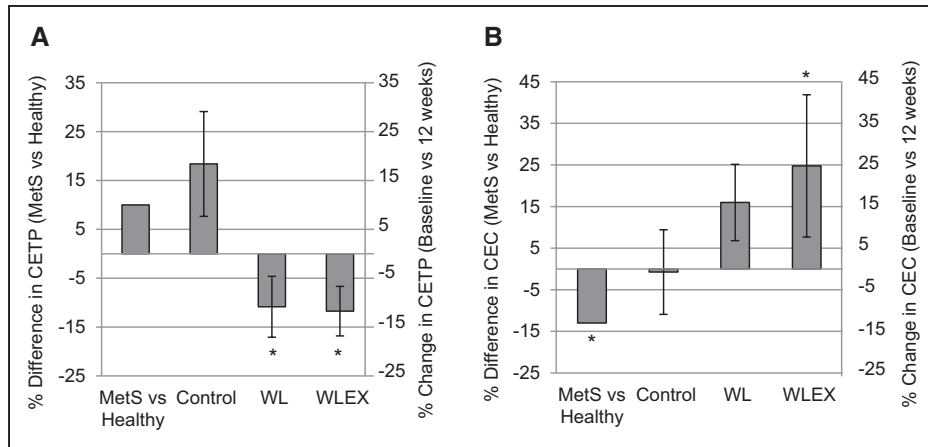 A
% Difference in CETP (MetS vs Healthy)
35
25
15
5
-5
-15
-25
*
*
MetS vs
Healthy
Control
WL
WLEX
35
25
15
5
-5
-15
-25
% Change in CETP (Baseline vs 12 weeks)
B
% Difference in CEC (MetS vs Healthy)
45
35
25
15
5
-5
-15
-25
*
*
MetS vs
Healthy
Control
WL
WLEX
45
35
25
15
5
-5
-15
-25
% Change in CEC (Baseline vs 12 weeks)